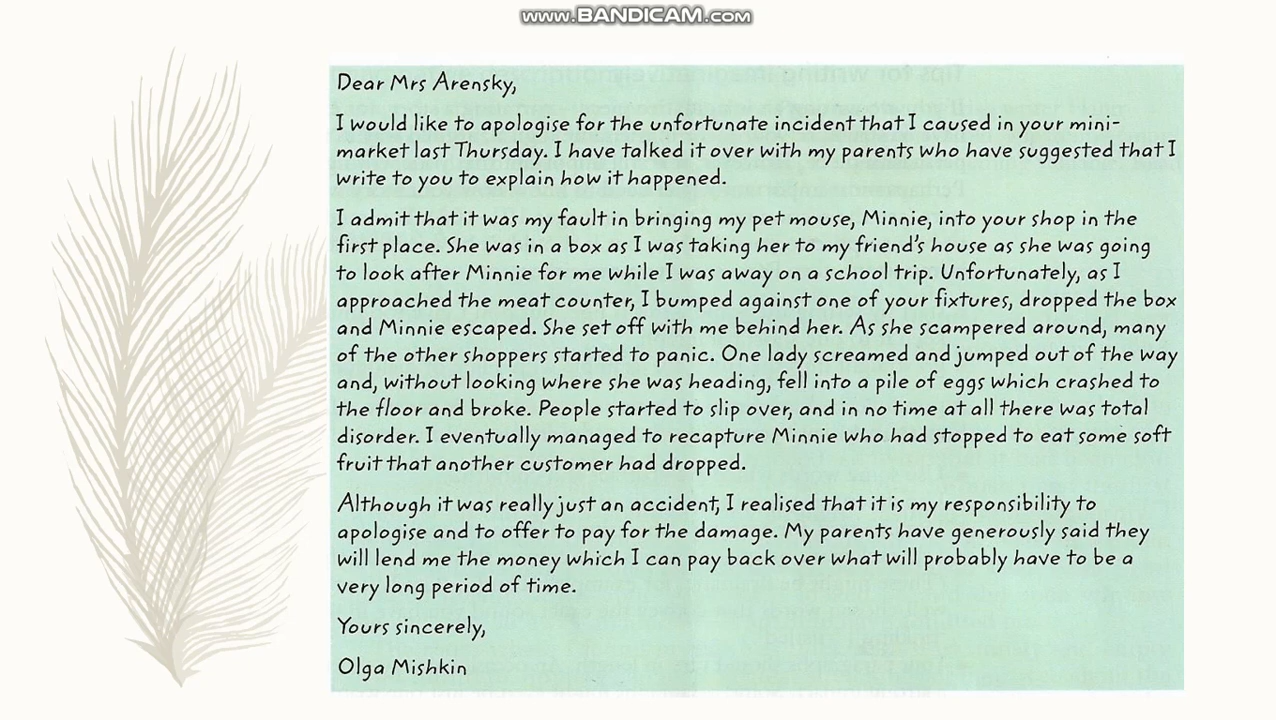 www.BANDICAM.com
Dear Mrs Arensky,
I would like to apologise for the unfortunate incident that I caused in your mini-
market last Thursday. I have talked it over with my parents who have suggested that I
write to you to explain how it happened.
I admit that it was my fault in bringing my pet mouse, Minnie, into your shop in the
first place. She was in a box as I was taking her to my friend's house as she was going
to look after Minnie for me while I was away on a school trip. Unfortunately, as I
approached the meat counter, I bumped against one of your fixtures, dropped the box
and Minnie escaped. She set off with me behind her. As she scampered around, many
of the other shoppers started to panic. One lady screamed and jumped out of the way
and, without looking where she was heading, fell into a pile of eggs which crashed to
the floor and broke. People started to slip over, and in no time at all there was total
disorder. I eventually managed to recapture Minnie who had stopped to eat some soft
fruit that another customer had dropped.
Although it was really just an accident, I realised that it is my responsibility to
apologise and to offer to pay for the damage. My parents have generously said they
will lend me the money which I can pay back over what will probably have to be a
very long period of time.
Yours sincerely,
Olga Mishkin